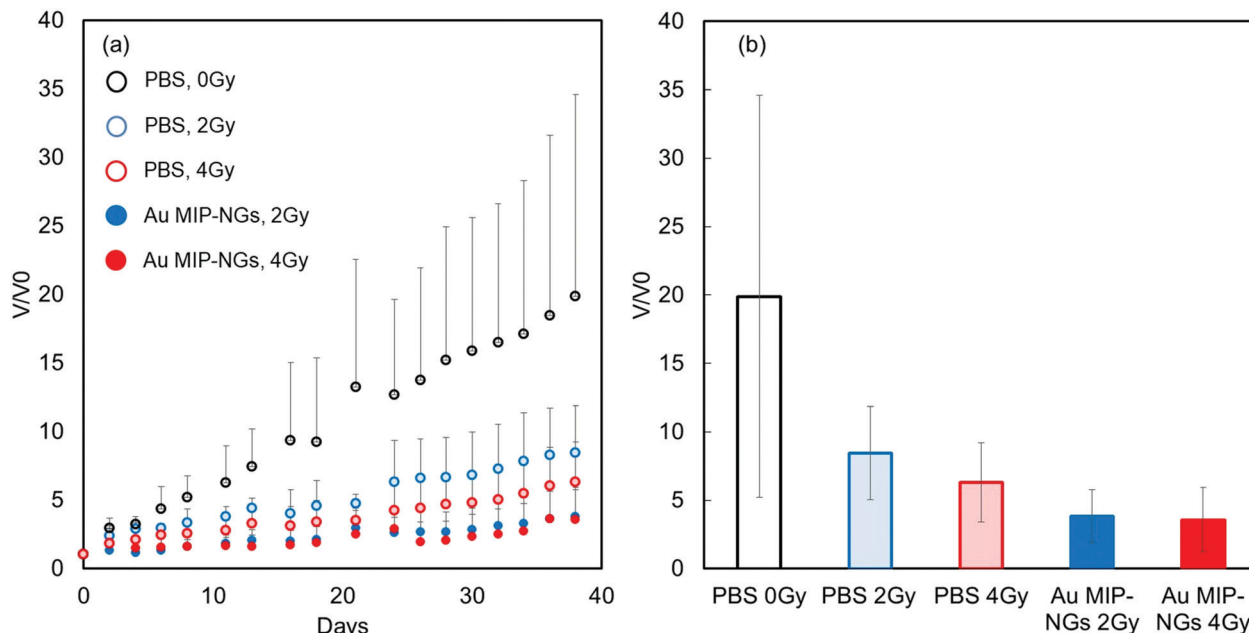 (a)
PBS, 0Gy
PBS, 2Gy
PBS, 4Gy
Au MIP-NGs, 2Gy
Au MIP-NGs, 4Gy
V/V0
40
35
30
25
20
15
10
5
0
0
10
20
30
40
Days
(b)
V/V0
40
35
30
25
20
15
10
5
0
PBS 0Gy
PBS 2Gy
PBS 4Gy
Au MIP-
NGs 2Gy
Au MIP-
NGs 4Gy